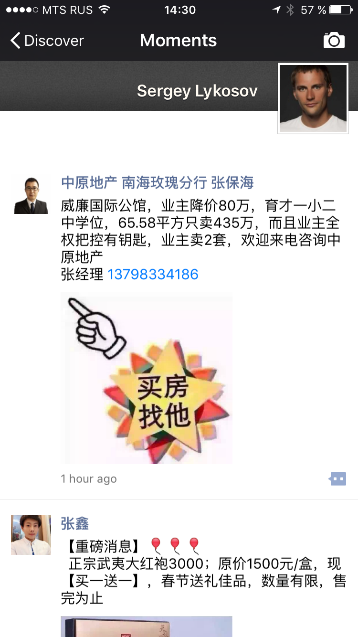 MTS RUS 14:30 57 %
Discover Moments
Sergey Lykosov
中原地产 南海玫瑰分行 张保海
威廉国际公馆，业主降价80万，育才一小二
中学位，65.58平方只卖435万，而且业主全
权把控有钥匙，业主卖2套，欢迎来电咨询中
原地产
张经理 13798334186
买房
找他
1 hour ago
张鑫
【重磅消息】🎈🎈🎈
正宗武夷大红袍3000；原价1500元/盒，现
【买一送一】，春节送礼佳品，数量有限，售
完为止